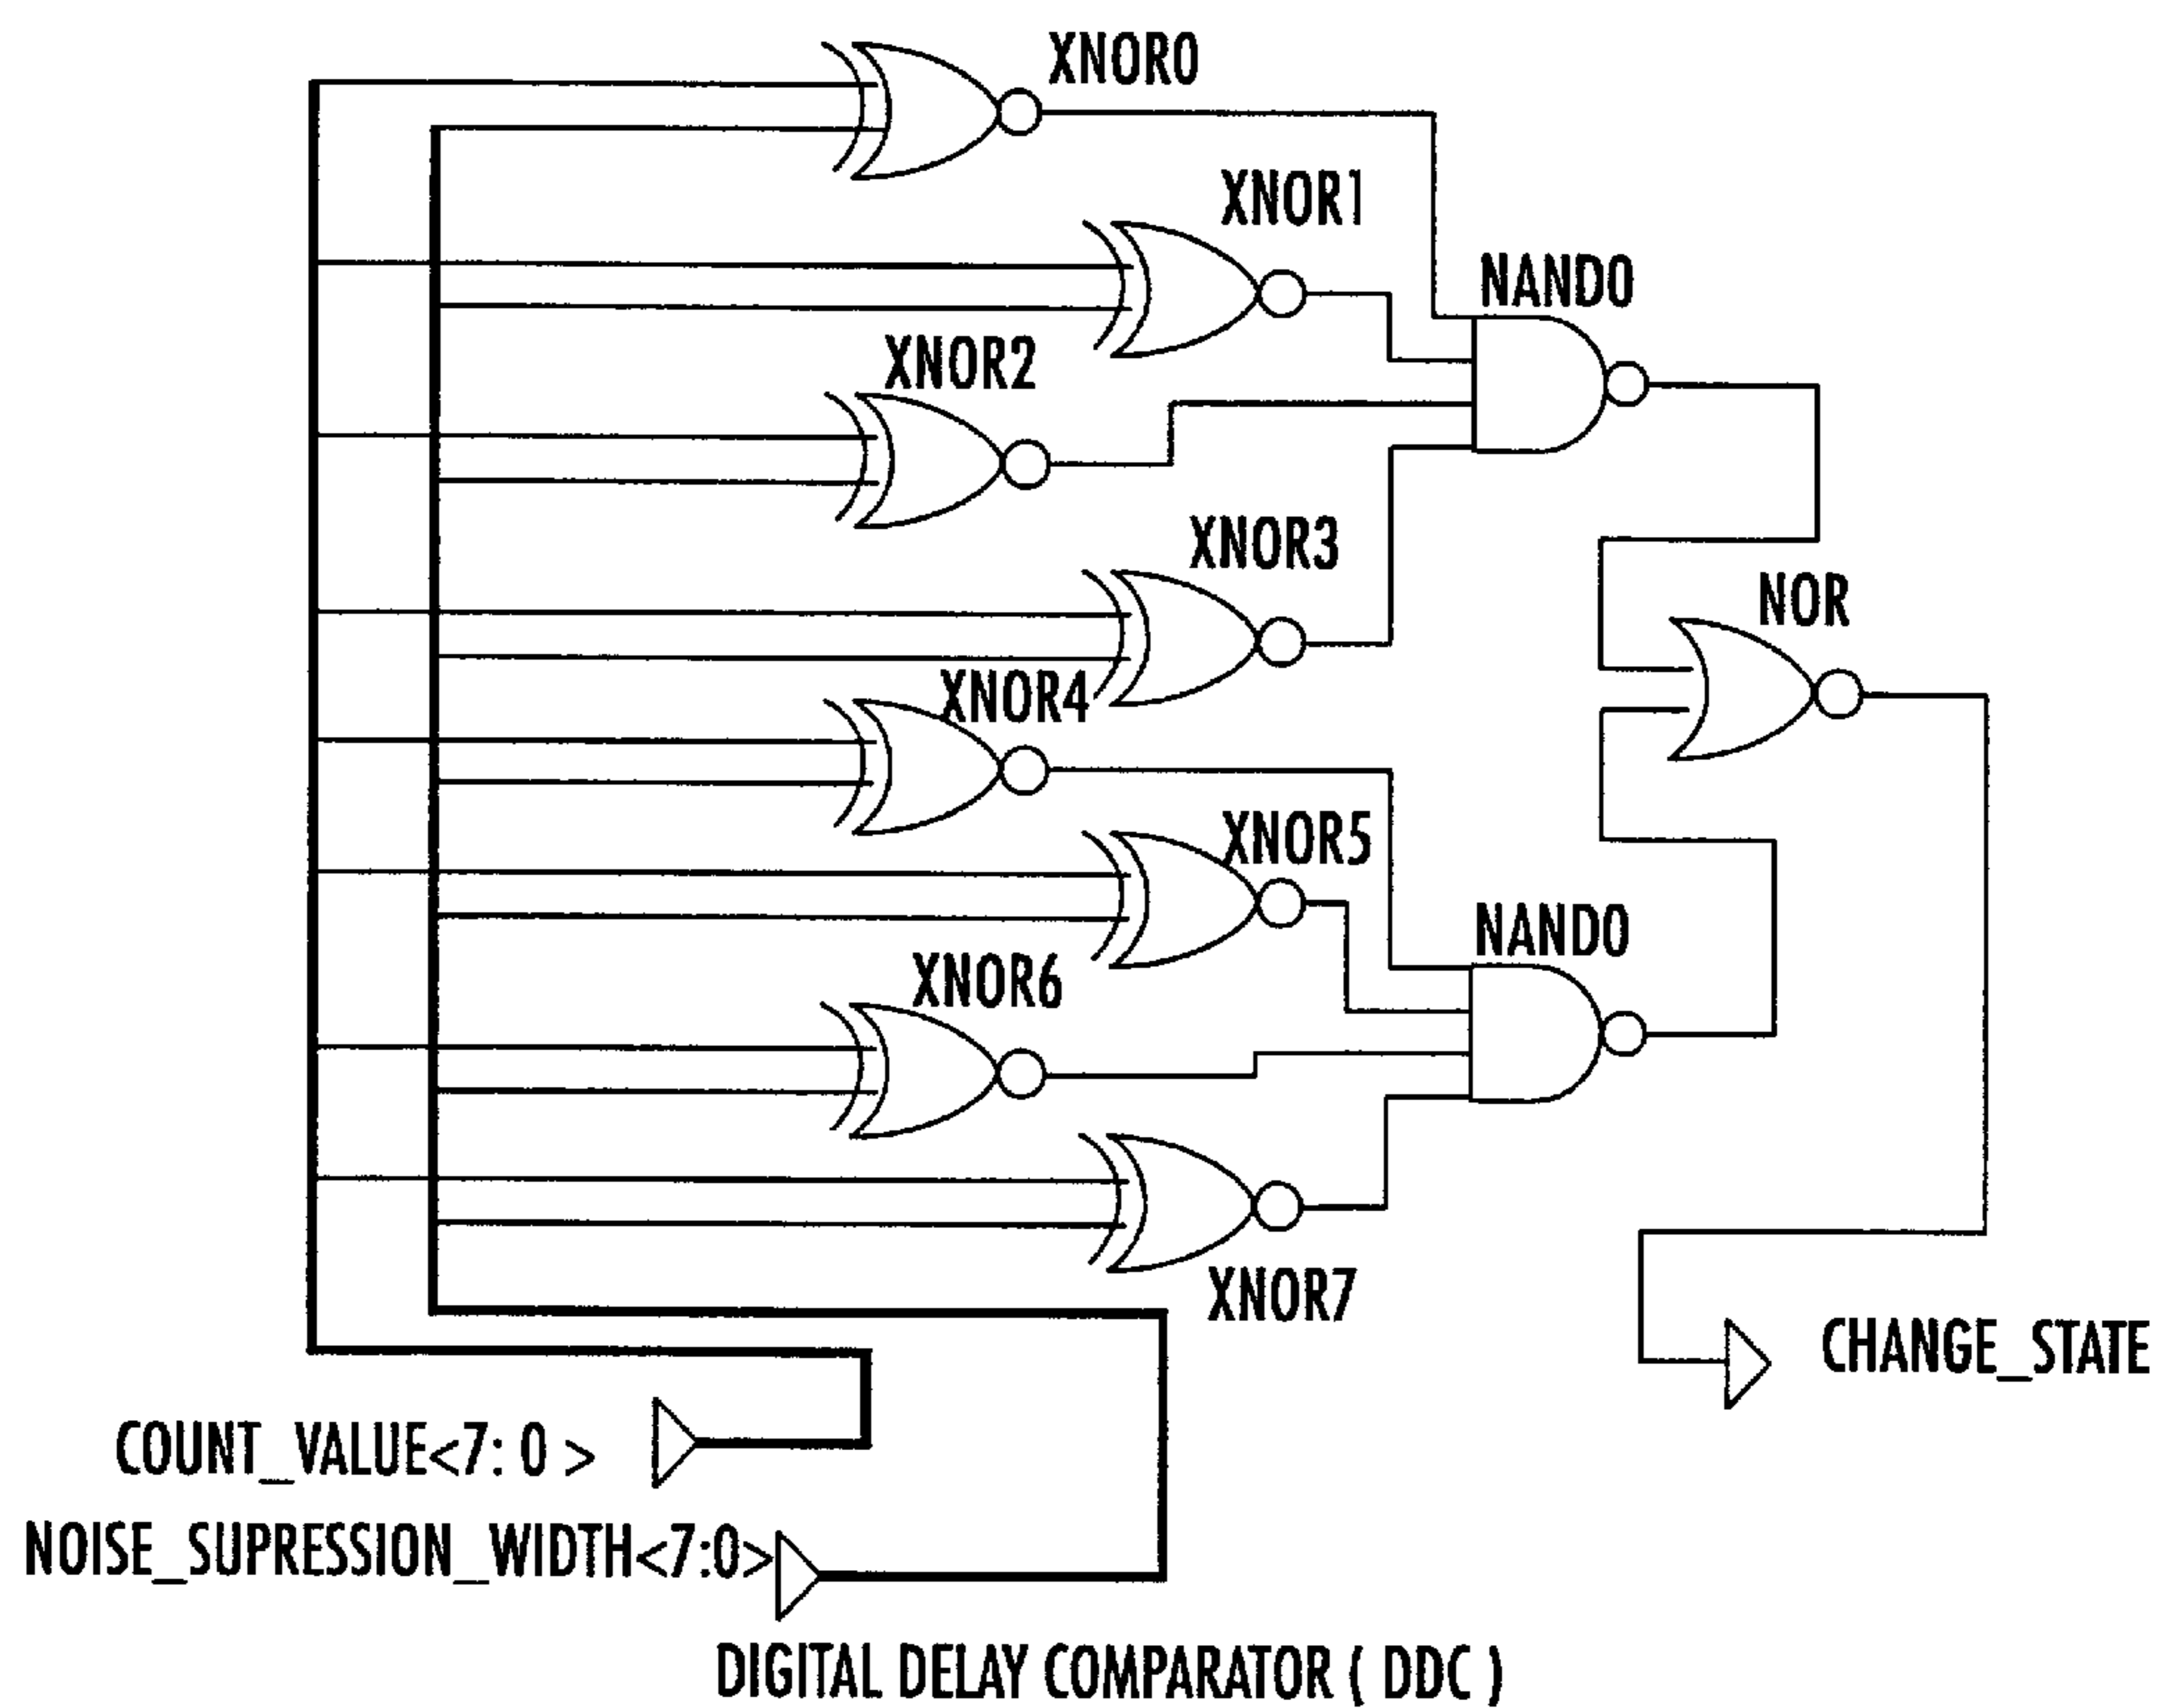 XNOR0
XNOR1
NAND0
XNOR2
XNOR3
NOR
XNOR4
XNOR5
NAND0
XNOR6
XNOR7
CHANGE_STATE
COUNT_VALUE<7: 0 >
NOISE_SUPRESSION_WIDTH<7:0>
DIGITAL DELAY COMPARATOR ( DDC )